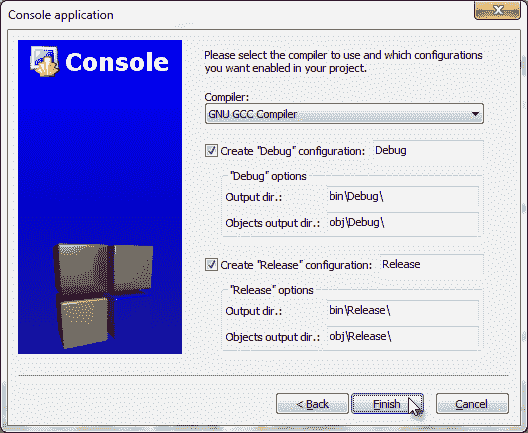 Console application
Console
Please select the compiler to use and which configurations
you want enabled in your project.
Compiler:
GNU GCC Compiler
Create "Debug" configuration: Debug
"Debug" options
Output dir.: bin\Debug\
Objects output dir.: obj\Debug\
Create "Release" configuration: Release
"Release" options
Output dir.: bin\Release\
Objects output dir.: obj\Release\
< Back Finish Cancel